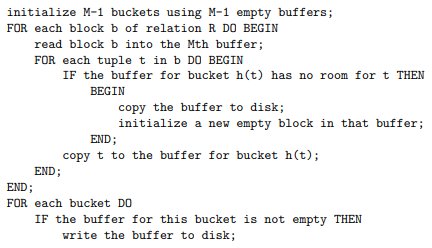 initialize M-1 buckets using M-1 empty buffers;
FOR each block b of relation R DO BEGIN
    read block b into the Mth buffer;
    FOR each tuple t in b DO BEGIN
        IF the buffer for bucket h(t) has no room for t THEN
            BEGIN
                copy the buffer to disk;
                initialize a new empty block in that buffer;
            END;
        copy t to the buffer for bucket h(t);
    END;
END;
FOR each bucket DO
    IF the buffer for this bucket is not empty THEN
        write the buffer to disk;